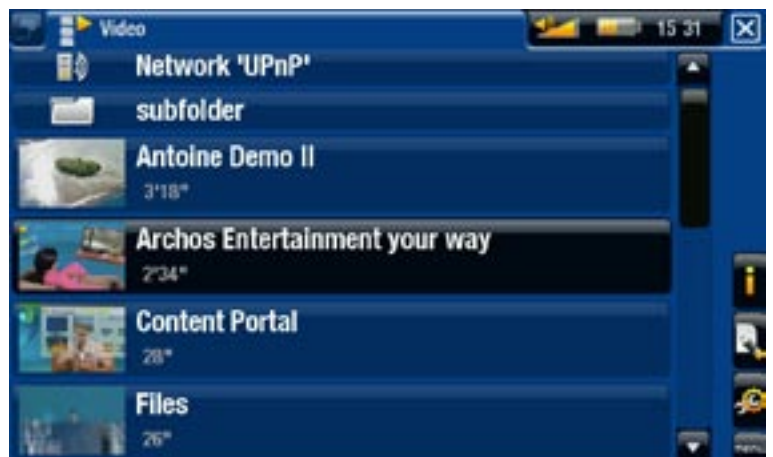 Video
15 31
Network 'UPnP'
subfolder
Antoine Demo II
3'18"
Archos Entertainment your way
2'34"
Content Portal
28"
Files
26"
menu